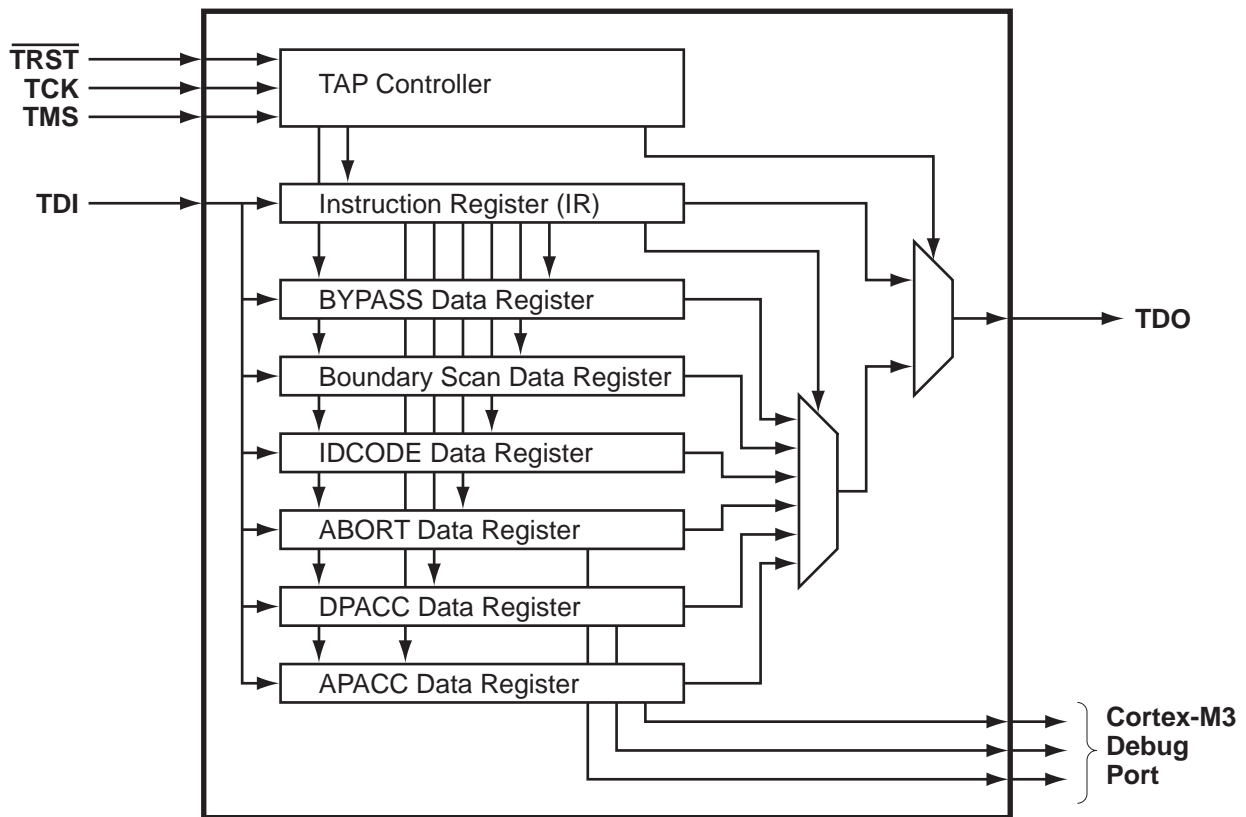 TRST
TCK
TMS
TAP Controller
TDI
Instruction Register (IR)
BYPASS Data Register
TDO
Boundary Scan Data Register
IDCODE Data Register
ABORT Data Register
DPACC Data Register
APACC Data Register
Cortex-M3
Debug
Port